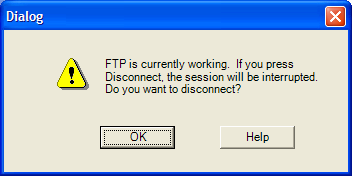 Dialog
FTP is currently working.  If you press
Disconnect, the session will be interrupted.
Do you want to disconnect?
OK
Help